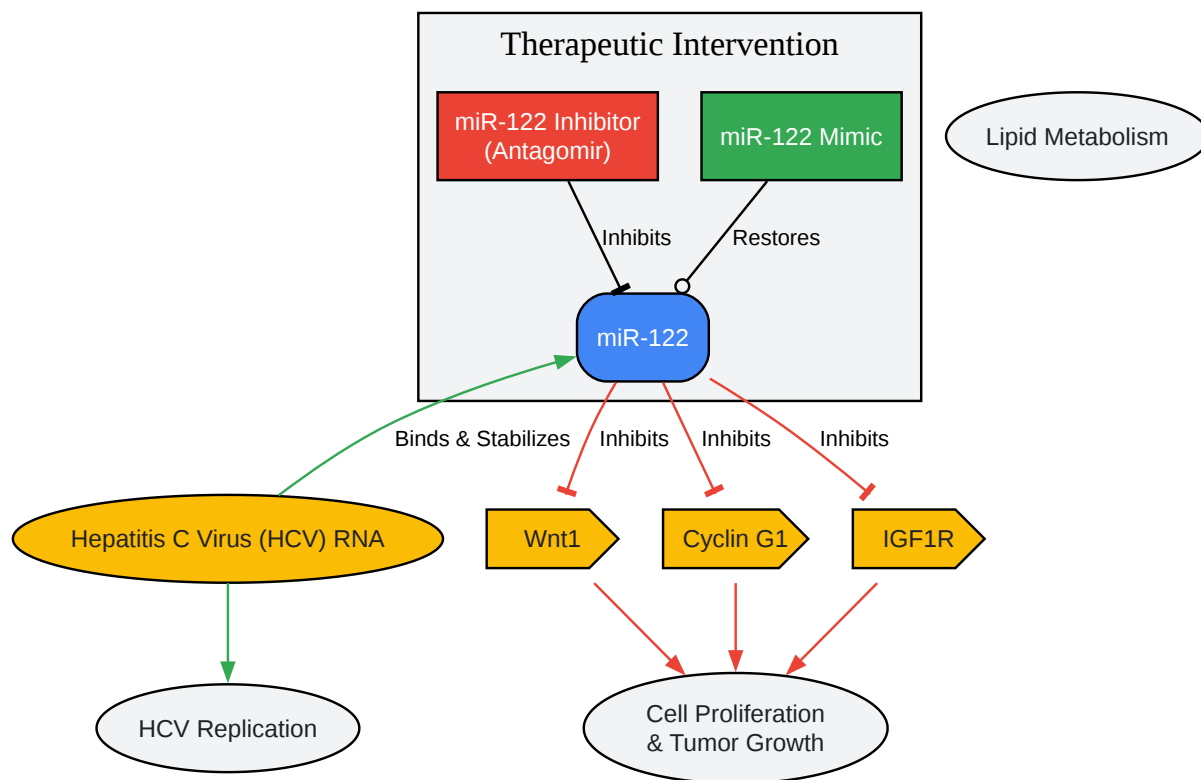 Therapeutic Intervention
miR-122 Inhibitor
(Antagomir)
miR-122 Mimic
Lipid Metabolism
Inhibits
Restores
miR-122
Binds & Stabilizes
Inhibits
Inhibits
Inhibits
Hepatitis C Virus (HCV) RNA
Wnt1
Cyclin G1
IGF1R
HCV Replication
Cell Proliferation
& Tumor Growth